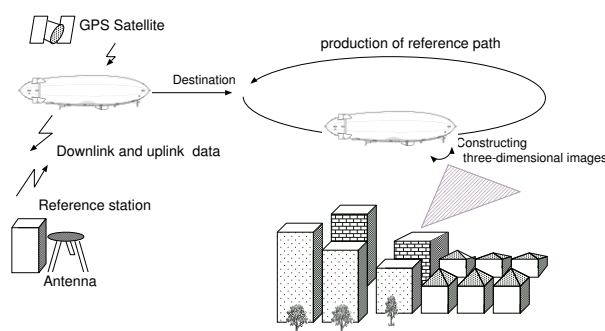 GPS Satellite
production of reference path
Destination
Constructing
three-dimensional images
Downlink and uplink data
Reference station
Antenna